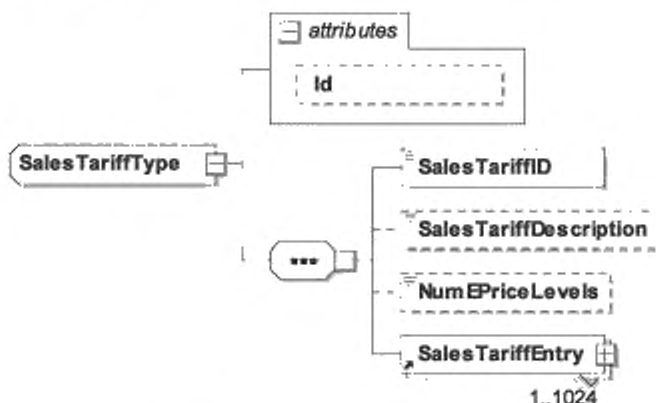 attributes
Id
SalesTariffType
SalesTariffID
SalesTariffDescription
NumEPriceLevels
SalesTariffEntry
1..1024